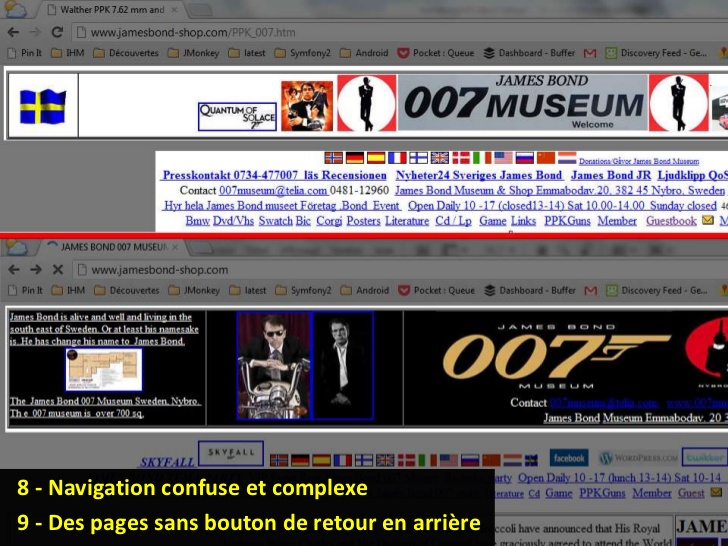 Walther PPK 7.62 mm and
www.jamesbond-shop.com/PPK_007.htm
Pin It IHM Découvertes JMonkey latest Symfony2 Android Pocket : Queue Dashboard - Buffer Discovery Feed - Ge...
QUANTUM OF SOLACE
JAMES BOND
007 MUSEUM
Welcome
Donations/Gåvor James Bond Museum
Presskontakt 0734-477007 läs Recensionen Nyheter24 Sveriges James Bond James Bond JR Ljudklipp QoS
Contact 007museum@telia.com 0481-12960 James Bond Museum & Shop Emmabodav.20, 382 45 Nybro, Sweden
Hyr hela James Bond museet Företag ,Bond Event Open Daily 10 -17 (closed13-14) Sat 10.00-14.00 Sunday closed
Bmw Dvd/Vhs Swatch Bic Corgi Posters Literature Cd / Lp Game Links PPKGuns Member Guestbook
JAMES BOND 007 MUSEUM
www.jamesbond-shop.com
Pin It IHM Découvertes JMonkey latest Symfony2 Android Pocket : Queue Dashboard - Buffer Discovery Feed - Ge...
James Bond is alive and well and living in the
south east of Sweden. Or at least his namesake
is..He has change his name to James Bond.
The James Bond 007 Museum Sweden, Nybro.
The 007 museum is over 700 sq.
JAMES BOND
007
MUSEUM
Contact
James Bond Museum Emmabodav, 20
SKYFALL SKYFALL facebook WORDPRESS.COM twitter
arty Open Daily 10 -17 (lunch 13-14) Sat 10-14
erature Cd Game PPKGuns Member Guest
8 - Navigation confuse et complexe
9 - Des pages sans bouton de retour en arrière
ccoli have announced that His Royal JAME
graciously agreed to attend the World